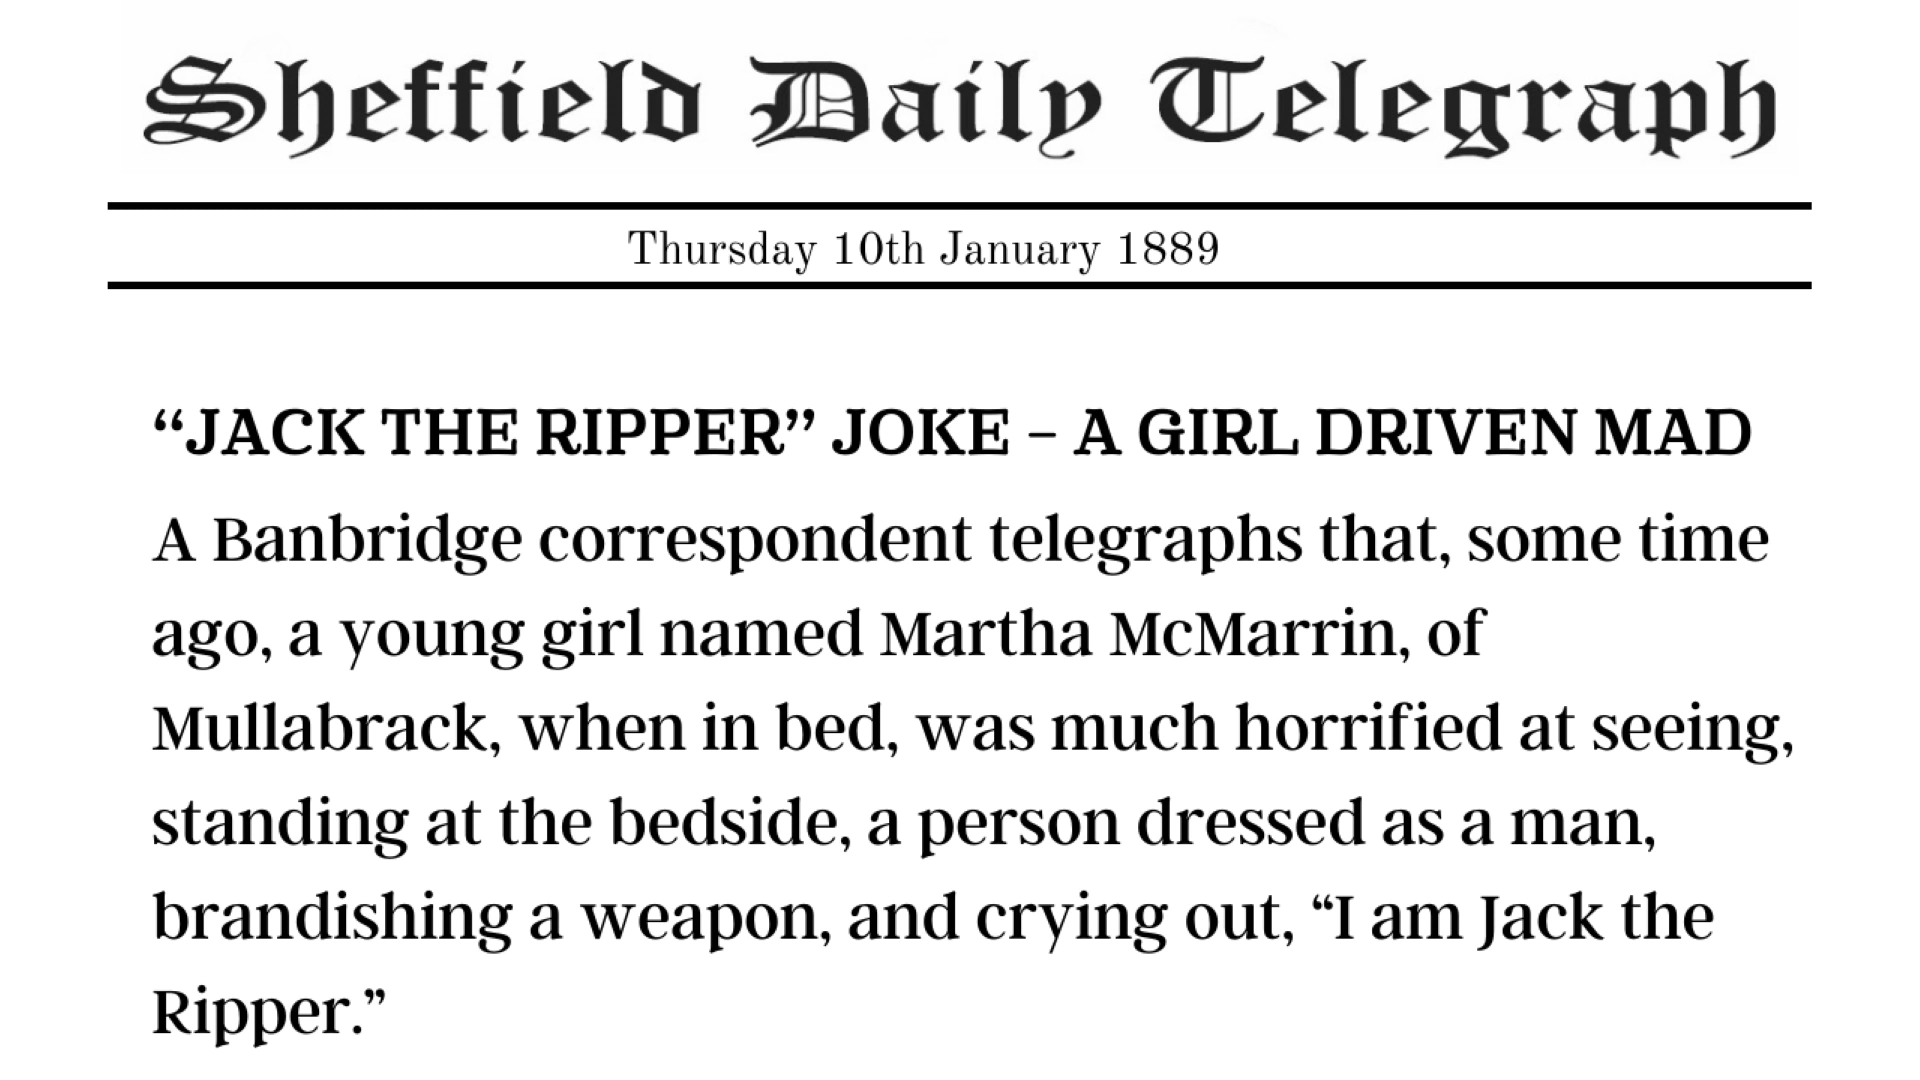 Sheffield Daily Telegraph
Thursday 10th January 1889
“JACK THE RIPPER” JOKE – A GIRL DRIVEN MAD
A Banbridge correspondent telegraphs that, some time
ago, a young girl named Martha McMarrin, of
Mullabrack, when in bed, was much horrified at seeing,
standing at the bedside, a person dressed as a man,
brandishing a weapon, and crying out, “I am Jack the
Ripper.”